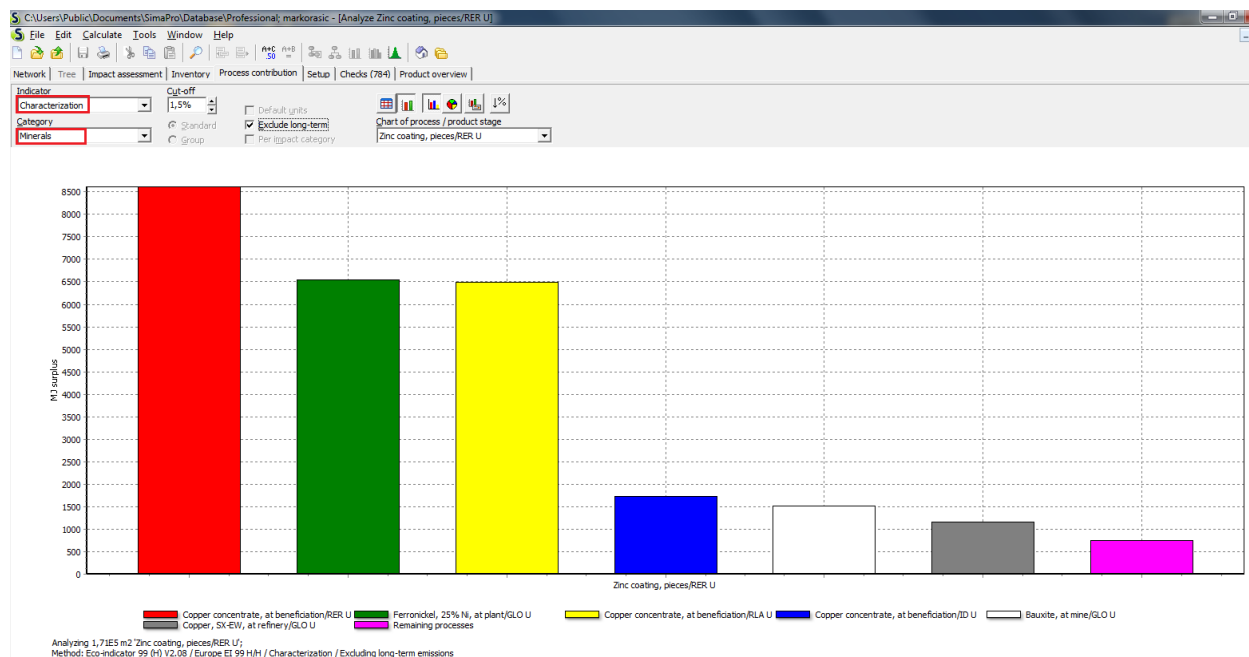 C:\Users\Public\Documents\SimaPro\Database\Professional; markorasic - [Analyze Zinc coating, pieces/RER U]
File Edit Calculate Tools Window Help
A+C .50 A+B =
Network Tree Impact assessment Inventory Process contribution Setup Checks (784) Product overview
Indicator Cut-off
Characterization 1,5% Default units
Category Standard Exclude long-term Chart of process / product stage
Minerals Group Per impact category Zinc coating, pieces/RER U
8500
8000
7500
7000
6500
6000
5500
5000
4500
4000
3500
3000
2500
2000
1500
1000
500
0
MJ surplus
Zinc coating, pieces/RER U
Copper concentrate, at beneficiation/RER U Ferronickel, 25% Ni, at plant/GLO U Copper concentrate, at beneficiation/RLA U Copper concentrate, at beneficiation/ID U Bauxite, at mine/GLO U
Copper, SX-EW, at refinery/GLO U Remaining processes
Analyzing 1,71E5 m2 'Zinc coating, pieces/RER U';
Method: Eco-indicator 99 (H) V2.08 / Europe EI 99 H/H / Characterization / Excluding long-term emissions